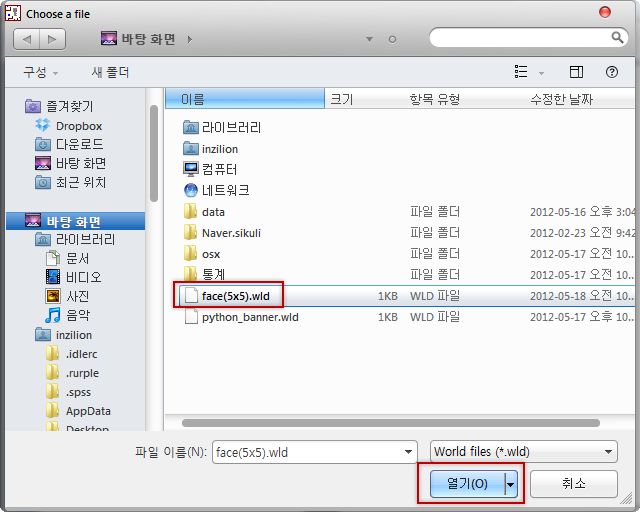 Choose a file
바탕 화면
구성
새 폴더
이름 크기 항목 유형 수정한 날짜
즐겨찾기
Dropbox
다운로드
바탕 화면
최근 위치
바탕 화면
라이브러리
문서
비디오
사진
음악
inzilion
.idlerc
.rurple
.spss
AppData
Desktop
라이브러리
inzilion
컴퓨터
네트워크
data 파일 폴더 2012-05-16 오후 3:04
Naver.sikuli 파일 폴더 2012-02-23 오전 9:42
osx 파일 폴더 2012-05-17 오전 10...
통계 파일 폴더 2012-05-17 오전 10...
face(5x5).wld 1KB WLD 파일 2012-05-18 오전 10...
python_banner.wld 1KB WLD 파일 2012-05-17 오전 10...
파일 이름(N): face(5x5).wld World files (*.wld)
열기(O) 취소